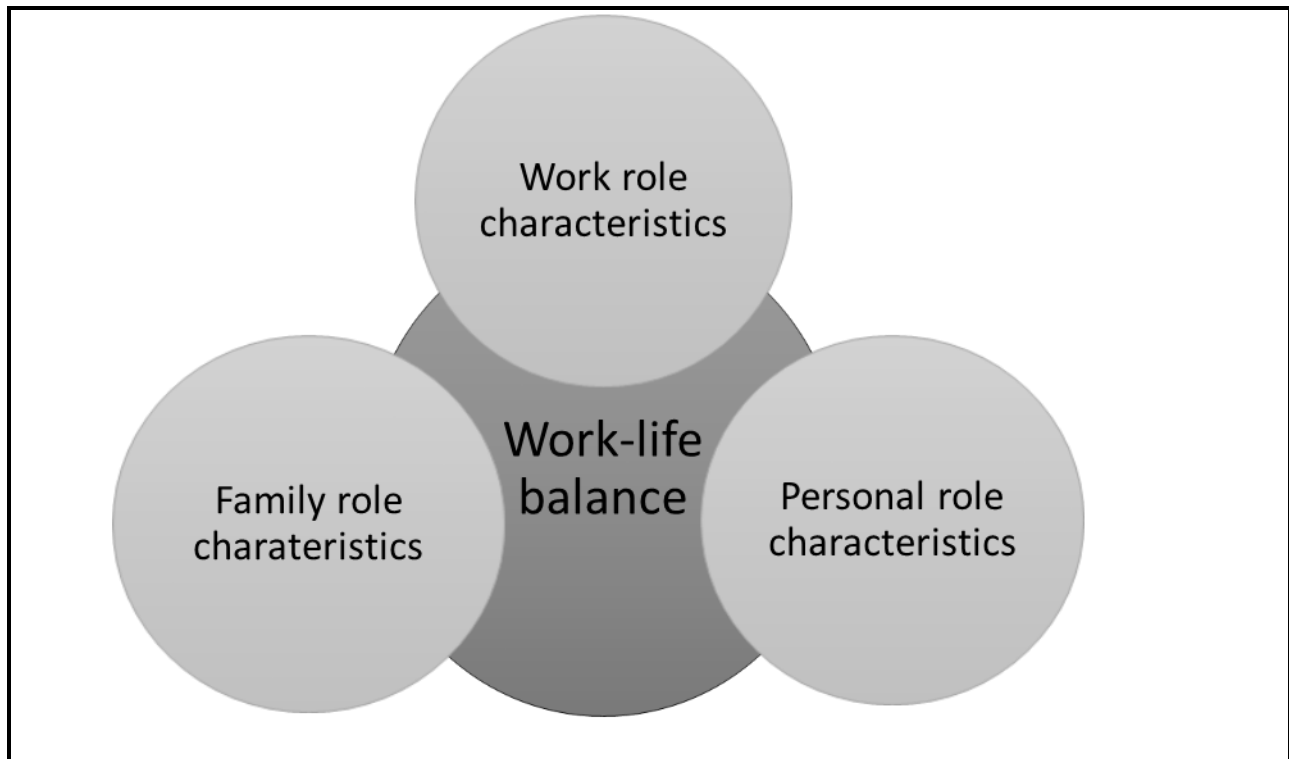 Work role
characteristics
Work-life
balance
Family role
charateristics
Personal role
characteristics